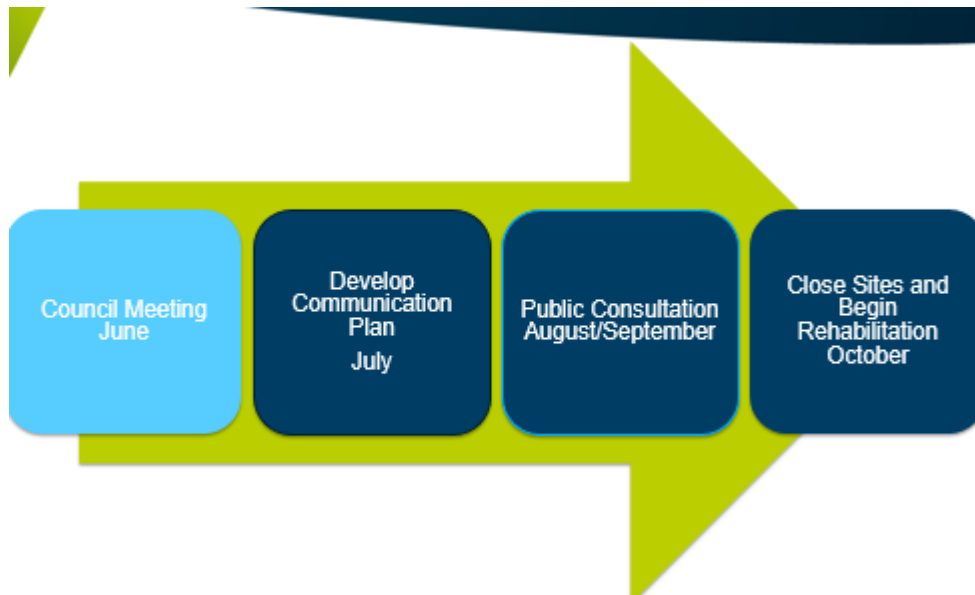 Council Meeting
June
Develop
Communication
Plan
July
Public Consultation
August/September
Close Sites and
Begin
Rehabilitation
October